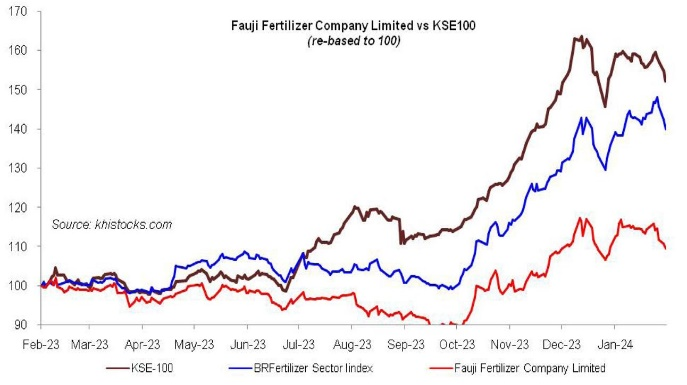 Fauji Fertilizer Company Limited vs KSE100
(re-based to 100)
170
160
150
140
130
120
110
100
90
Source: khistocks.com
Feb-23 Mar-23 Apr-23 May-23 Jun-23 Jul-23 Aug-23 Sep-23 Oct-23 Nov-23 Dec-23 Jan-24
KSE-100 BRFertilizer Sector Iindex Fauji Fertilizer Company Limited